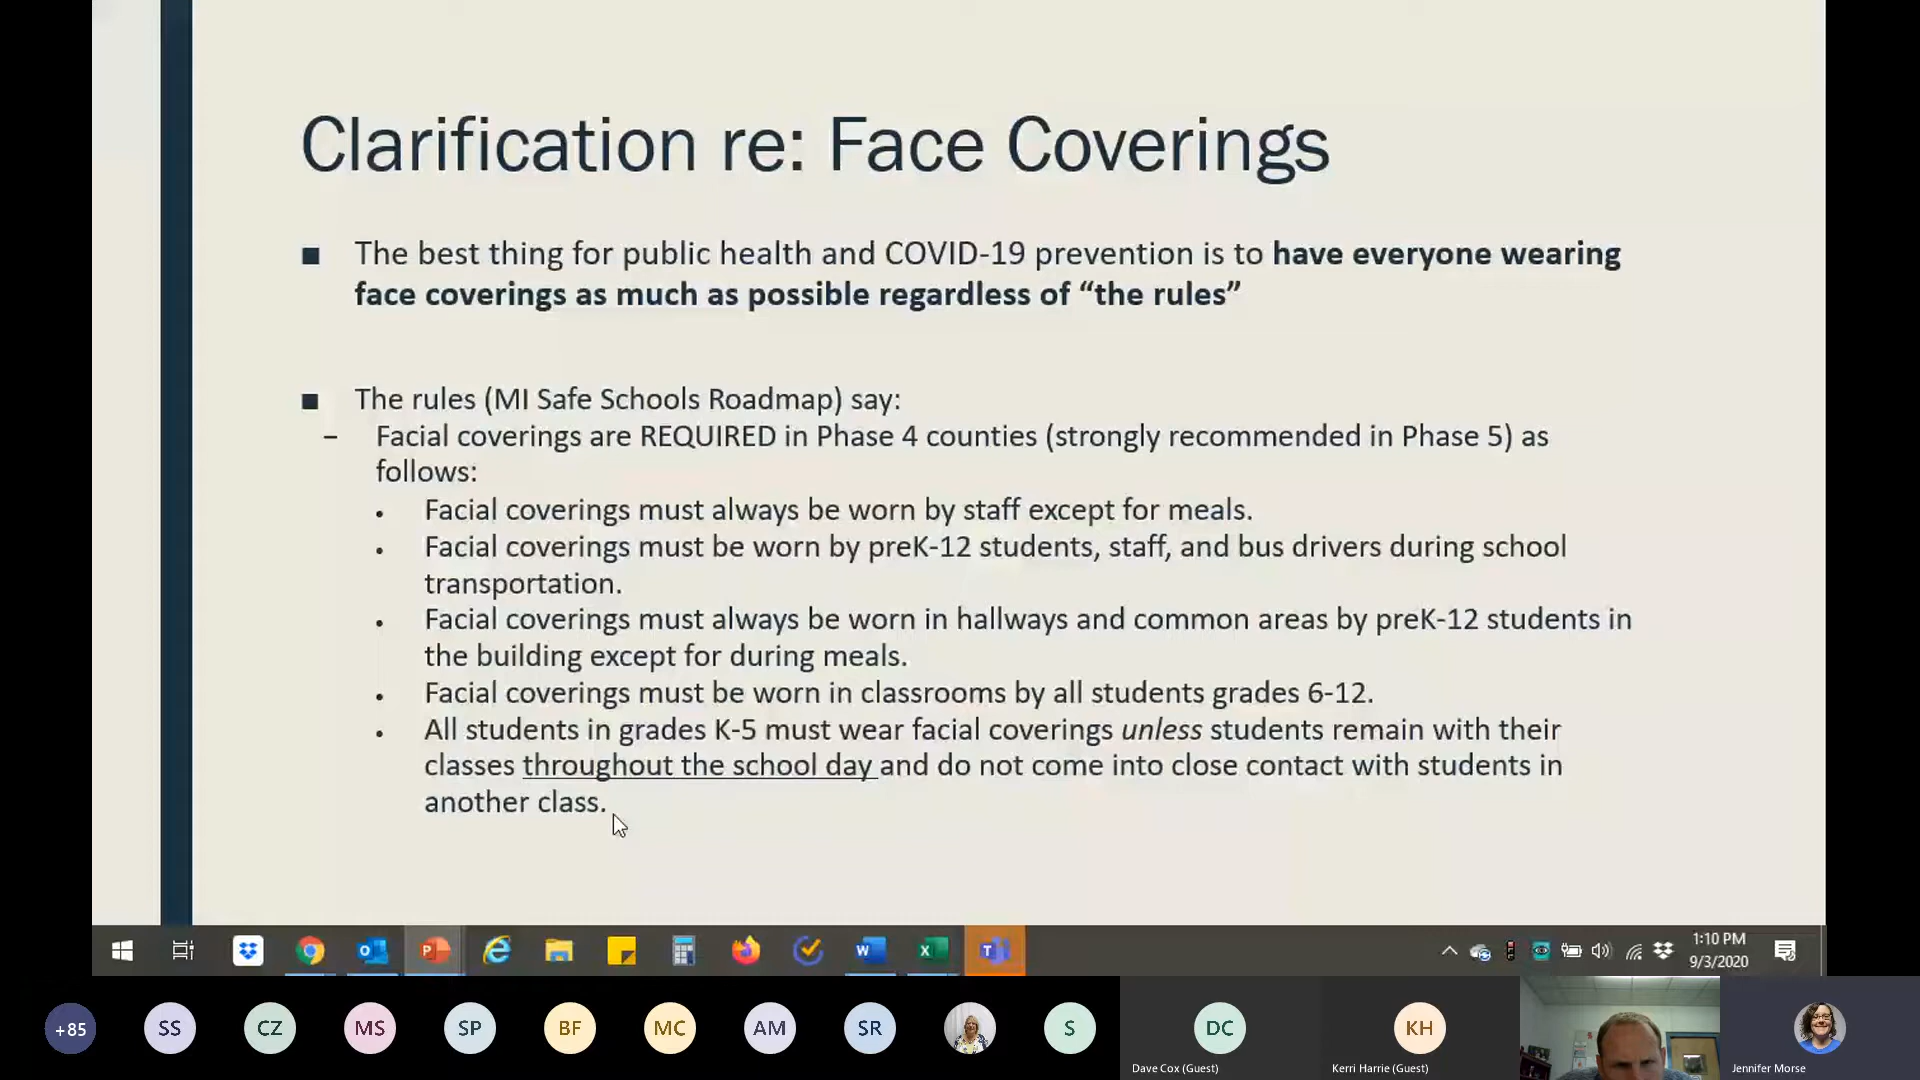 Clarification re: Face Coverings
■ The best thing for public health and COVID-19 prevention is to have everyone wearing
face coverings as much as possible regardless of “the rules”
■ The rules (MI Safe Schools Roadmap) say:
– Facial coverings are REQUIRED in Phase 4 counties (strongly recommended in Phase 5) as
follows:
• Facial coverings must always be worn by staff except for meals.
• Facial coverings must be worn by preK-12 students, staff, and bus drivers during school
transportation.
• Facial coverings must always be worn in hallways and common areas by preK-12 students in
the building except for during meals.
• Facial coverings must be worn in classrooms by all students grades 6-12.
• All students in grades K-5 must wear facial coverings unless students remain with their
classes throughout the school day and do not come into close contact with students in
another class.
1:10 PM
9/3/2020
+85 SS CZ MS SP BF MC AM SR S DC KH
Dave Cox (Guest) Kerri Harrie (Guest) Jennifer Morse